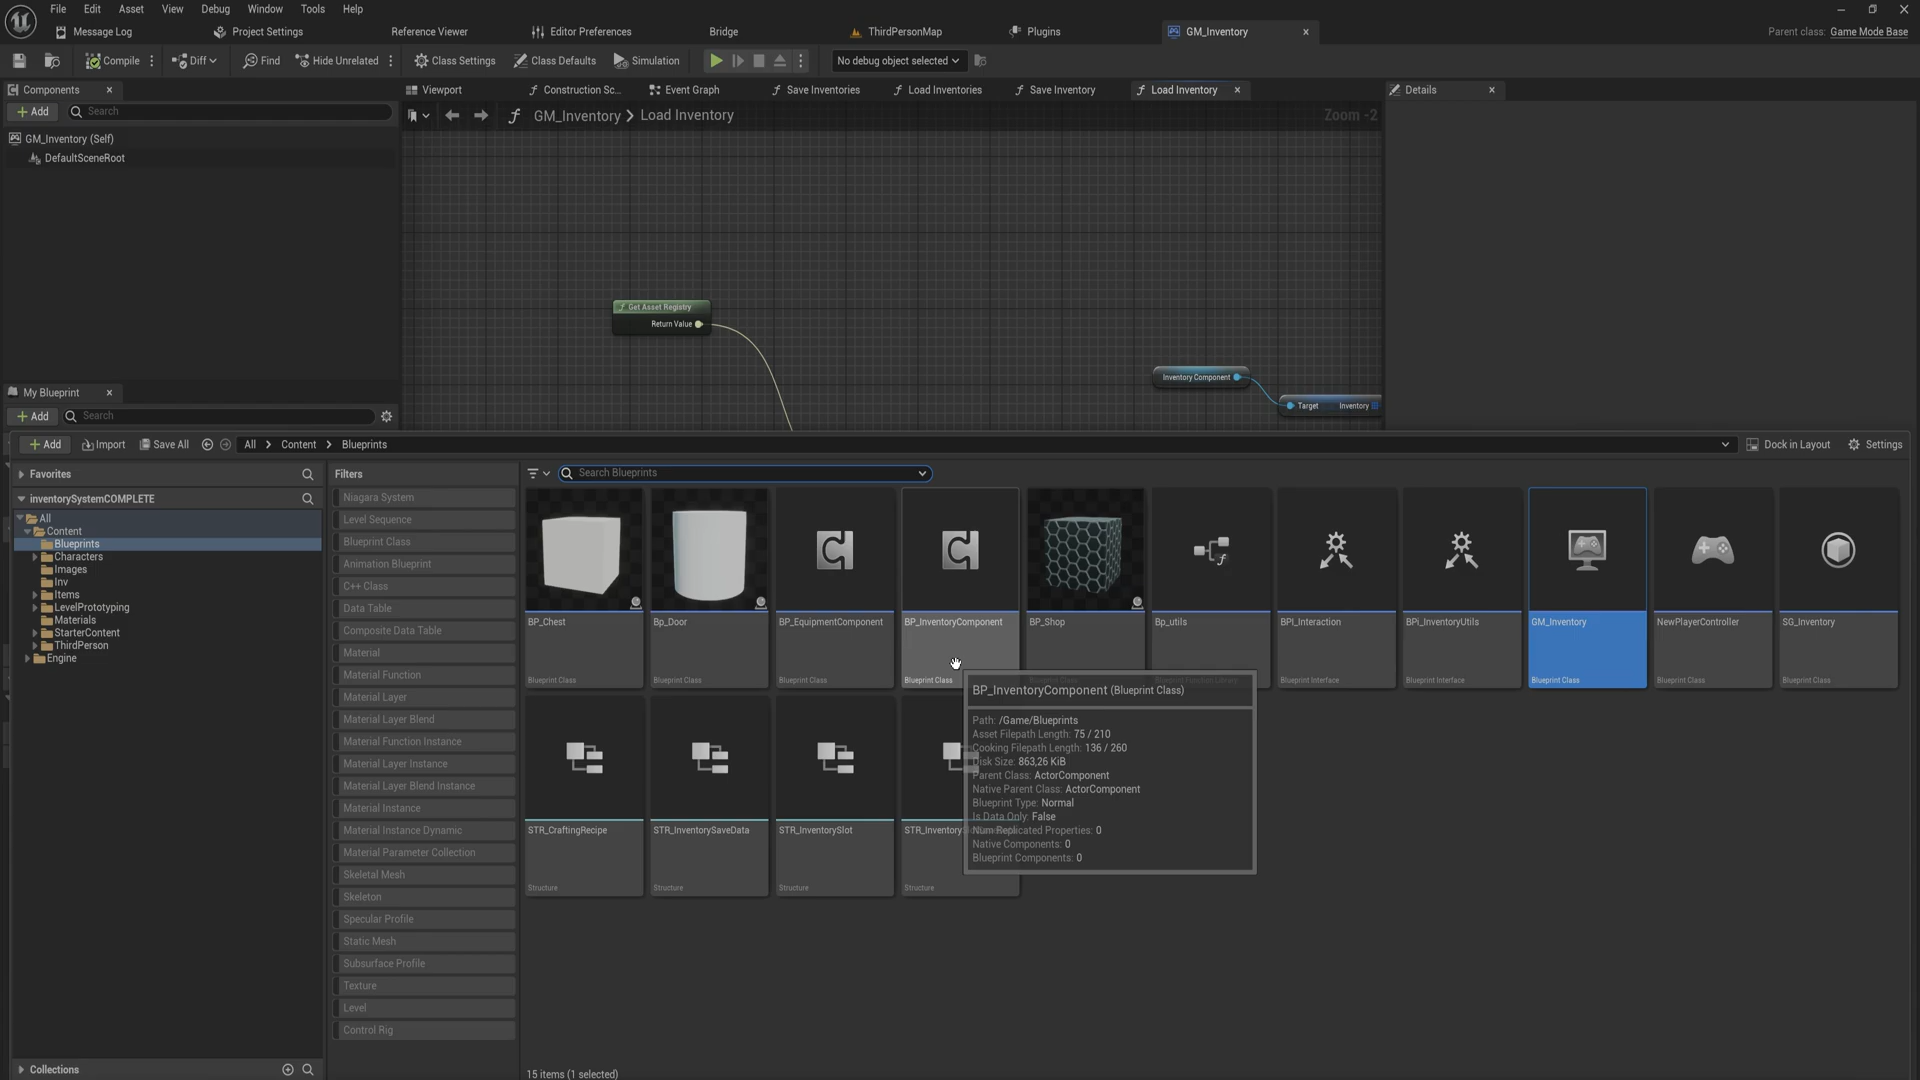 File Edit Asset View Debug Window Tools Help
Message Log
Project Settings
Reference Viewer
Editor Preferences
Bridge
ThirdPersonMap
Plugins
GM_Inventory
Parent class: Game Mode Base
Compile
Diff
Find
Hide Unrelated
Class Settings
Class Defaults
Simulation
No debug object selected
Components
Viewport
Construction Sc...
Event Graph
Save Inventories
Load Inventories
Save Inventory
Load Inventory
Details
+ Add
Search
GM_Inventory > Load Inventory
Zoom -2
GM_Inventory (Self)
DefaultSceneRoot
Get Asset Registry
Return Value
Inventory Component
Target Inventory
My Blueprint
+ Add
Search
+ Add
Import
Save All
All > Content > Blueprints
Dock in Layout
Settings
Favorites
inventorySystemCOMPLETE
All
Content
Blueprints
Characters
Images
Inv
Items
LevelPrototyping
Materials
StarterContent
ThirdPerson
Engine
Collections
Filters
Niagara System
Level Sequence
Blueprint Class
Animation Blueprint
C++ Class
Data Table
Composite Data Table
Material
Material Function
Material Layer
Material Layer Blend
Material Function Instance
Material Layer Instance
Material Layer Blend Instance
Material Instance
Material Instance Dynamic
Material Parameter Collection
Skeletal Mesh
Skeleton
Specular Profile
Static Mesh
Subsurface Profile
Texture
Level
Control Rig
Search Blueprints
BP_Chest
Blueprint Class
Bp_Door
Blueprint Class
BP_EquipmentComponent
Blueprint Class
BP_InventoryComponent
Blueprint Class
BP_Shop
Bp_utils
BPI_Interaction
Blueprint Interface
BPi_InventoryUtils
Blueprint Interface
GM_Inventory
Blueprint Class
NewPlayerController
Blueprint Class
SG_Inventory
Blueprint Class
STR_CraftingRecipe
Structure
STR_InventorySaveData
Structure
STR_InventorySlot
Structure
Structure
BP_InventoryComponent (Blueprint Class)
Path: /Game/Blueprints
Asset Filepath Length: 75 / 210
Cooking Filepath Length: 136 / 260
Disk Size: 863,26 KiB
Parent Class: ActorComponent
Native Parent Class: ActorComponent
Blueprint Type: Normal
Is Data Only: False
Num Replicated Properties: 0
Native Components: 0
Blueprint Components: 0
15 items (1 selected)